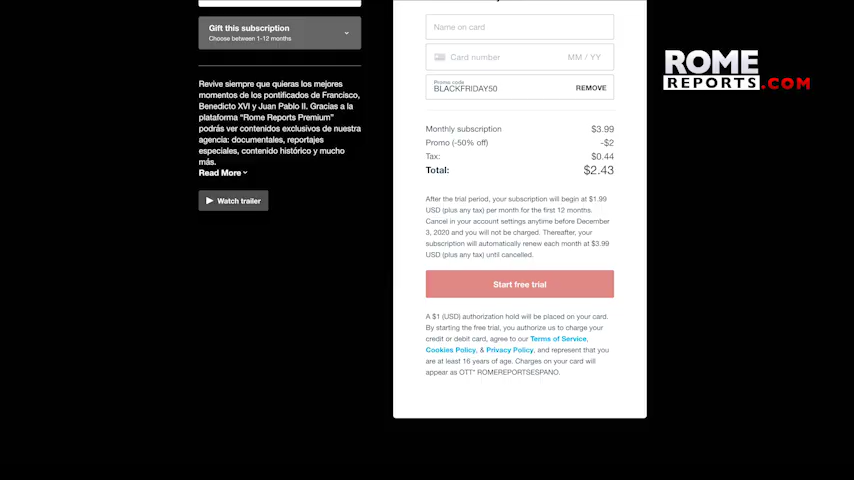 Gift this subscription
Choose between 1-12 months
Revive siempre que quieras los mejores
momentos de los pontificados de Francisco,
Benedicto XVI y Juan Pablo II. Gracias a la
plataforma “Rome Reports Premium”
podrás ver contenidos exclusivos de nuestra
agencia: documentales, reportajes
especiales, contenido histórico y mucho
más.
Read More
Watch trailer
Name on card
Card number MM / YY
Promo code
BLACKFRIDAY50 REMOVE
Monthly subscription $3.99
Promo (-50% off) -$2
Tax: $0.44
Total: $2.43
After the trial period, your subscription will begin at $1.99
USD (plus any tax) per month for the first 12 months.
Cancel in your account settings anytime before December
3, 2020 and you will not be charged. Thereafter, your
subscription will automatically renew each month at $3.99
USD (plus any tax) until cancelled.
Start free trial
A $1 (USD) authorization hold will be placed on your card.
By starting the free trial, you authorize us to charge your
credit or debit card, agree to our Terms of Service,
Cookies Policy, & Privacy Policy, and represent that you
are at least 16 years of age. Charges on your card will
appear as OTT* ROMEREPORTSESPANO.
ROME
REPORTS.COM